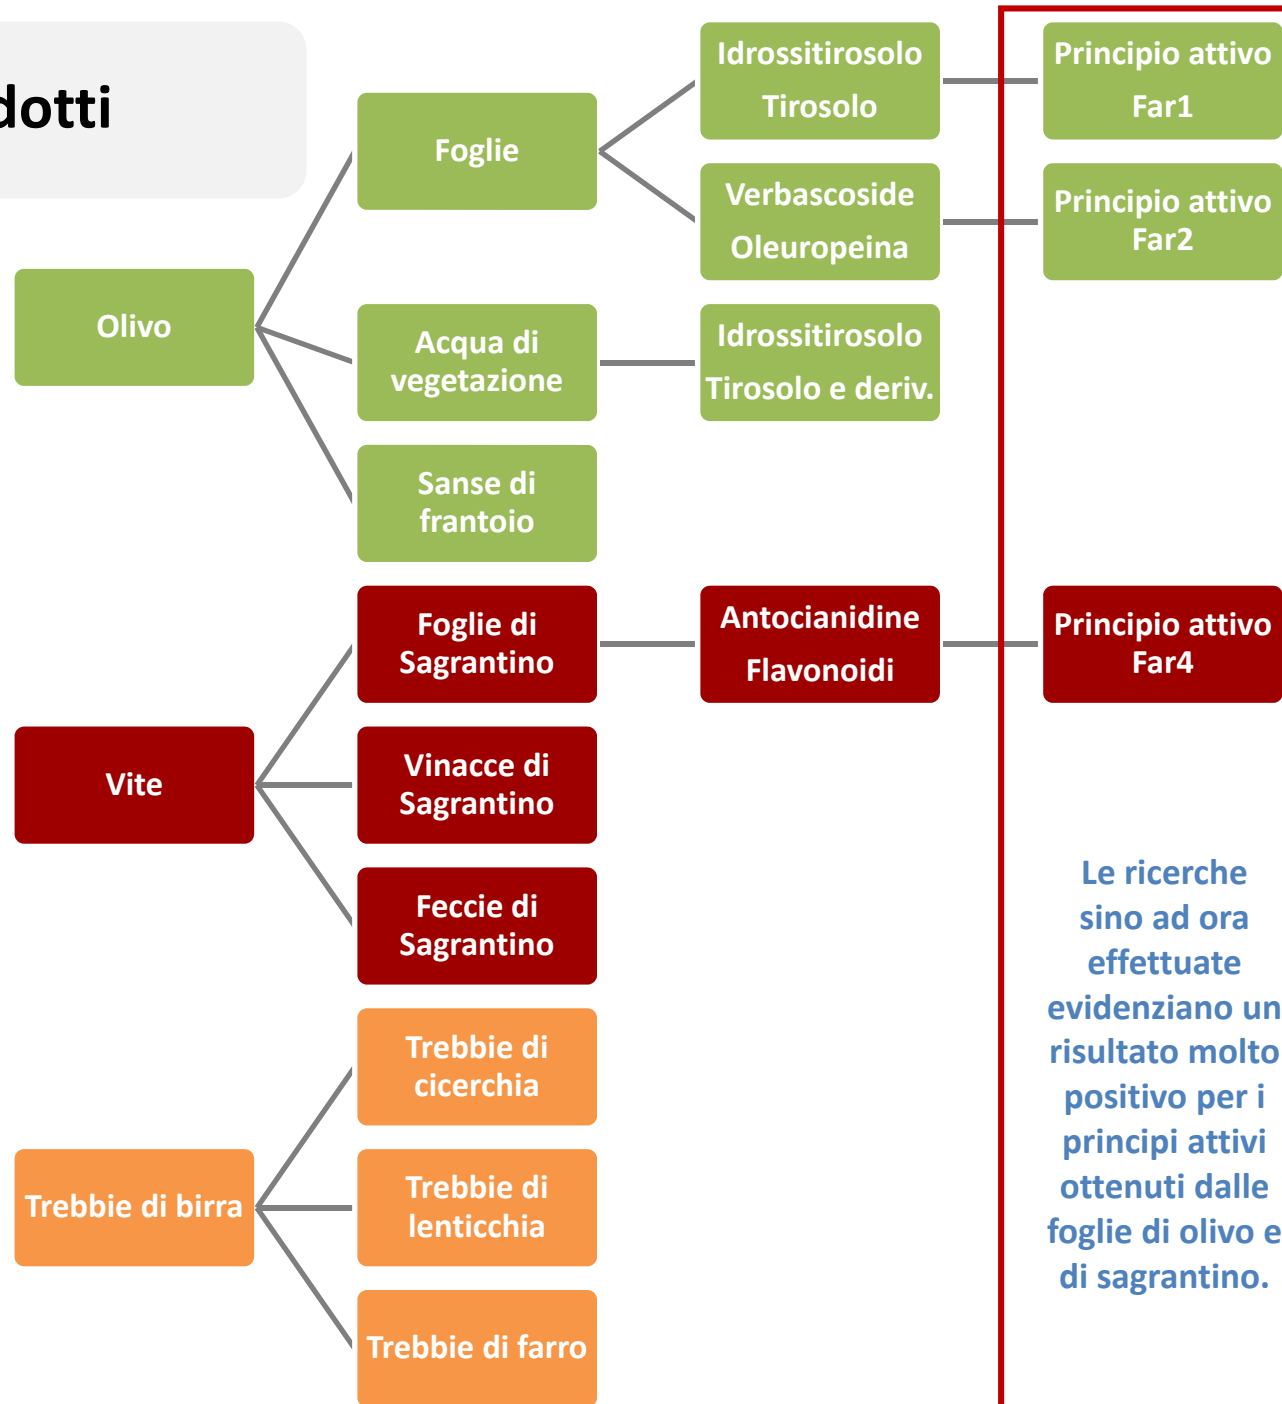 dotti
Idrossitirosolo
Tirosolo
Principio attivo
Far1
Foglie
Verbascoside
Oleuropeina
Principio attivo
Far2
Olivo
Acqua di
vegetazione
Idrossitirosolo
Tirosolo e deriv.
Sanse di
frantoio
Foglie di
Sagrantino
Antocianidine
Flavonoidi
Principio attivo
Far4
Vite
Vinacce di
Sagrantino
Feccie di
Sagrantino
Le ricerche
sino ad ora
effettuate
evidenziano un
risultato molto
positivo per i
principi attivi
ottenuti dalle
foglie di olivo e
di sagrantino.
Trebbie di
cicerchia
Trebbie di birra
Trebbie di
lenticchia
Trebbie di farro